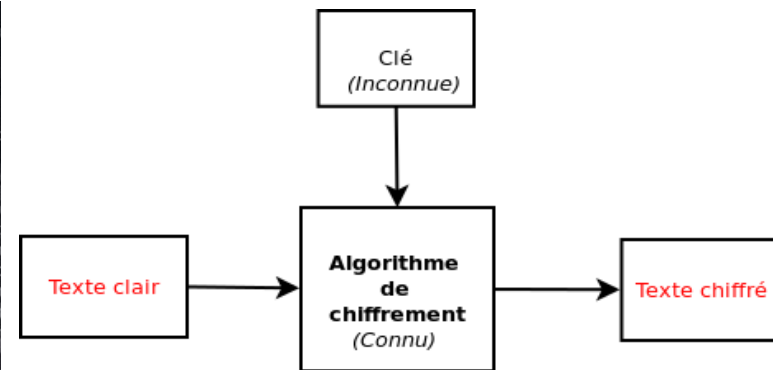 Clé
(Inconnue)
Texte clair
Algorithme
de
chiffrement
(Connu)
Texte chiffré